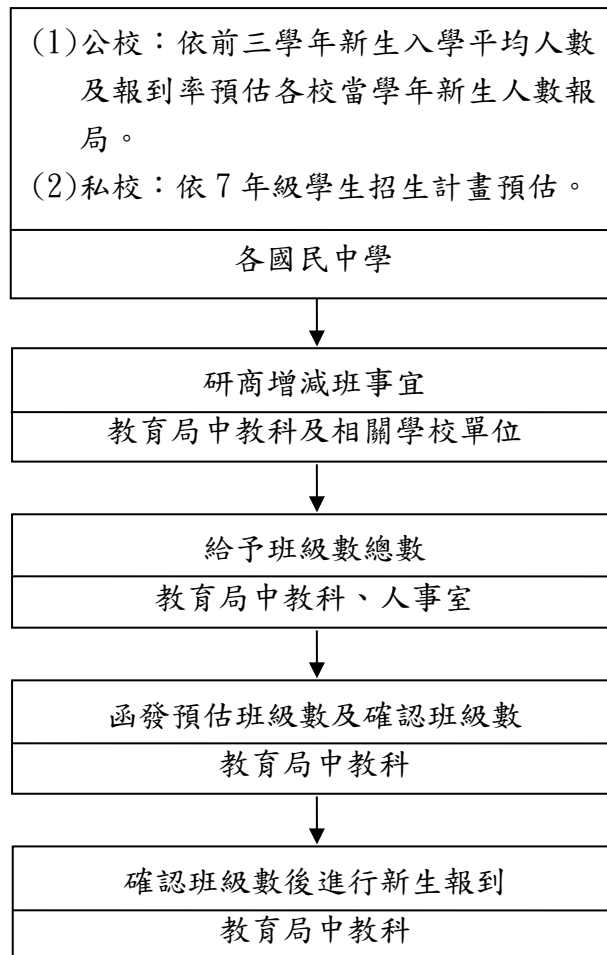 (1)公校：依前三學年新生入學平均人數
及報到率預估各校當學年新生人數報
局。
(2)私校：依7年級學生招生計畫預估。
各國民中學
研商增減班事宜
教育局中教科及相關學校單位
給予班級數總數
教育局中教科、人事室
函發預估班級數及確認班級數
教育局中教科
確認班級數後進行新生報到
教育局中教科